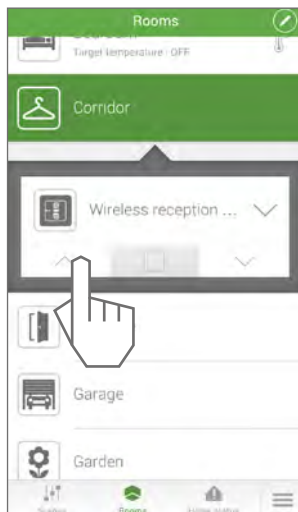 Rooms
Target temperature : OFF
Corridor
Wireless reception ...
Garage
Garden
Rooms